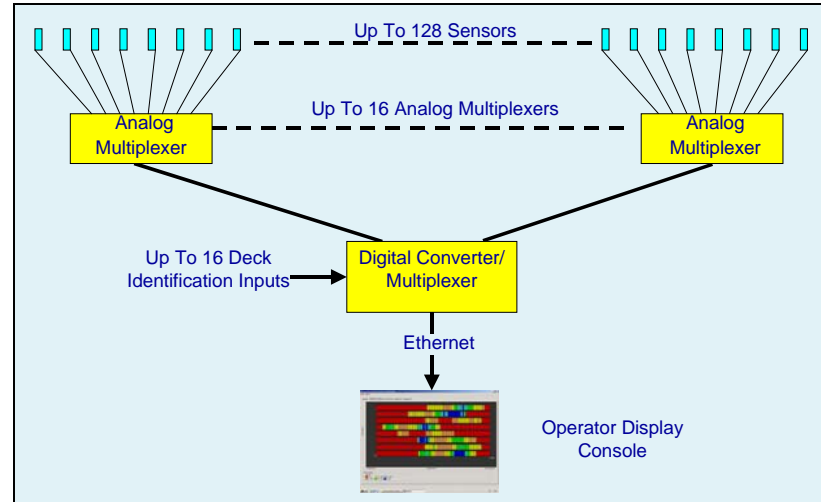 Up To 128 Sensors
Up To 16 Analog Multiplexers
Analog
Multiplexer
Analog
Multiplexer
Up To 16 Deck
Identification Inputs
Digital Converter/
Multiplexer
Ethernet
Operator Display
Console